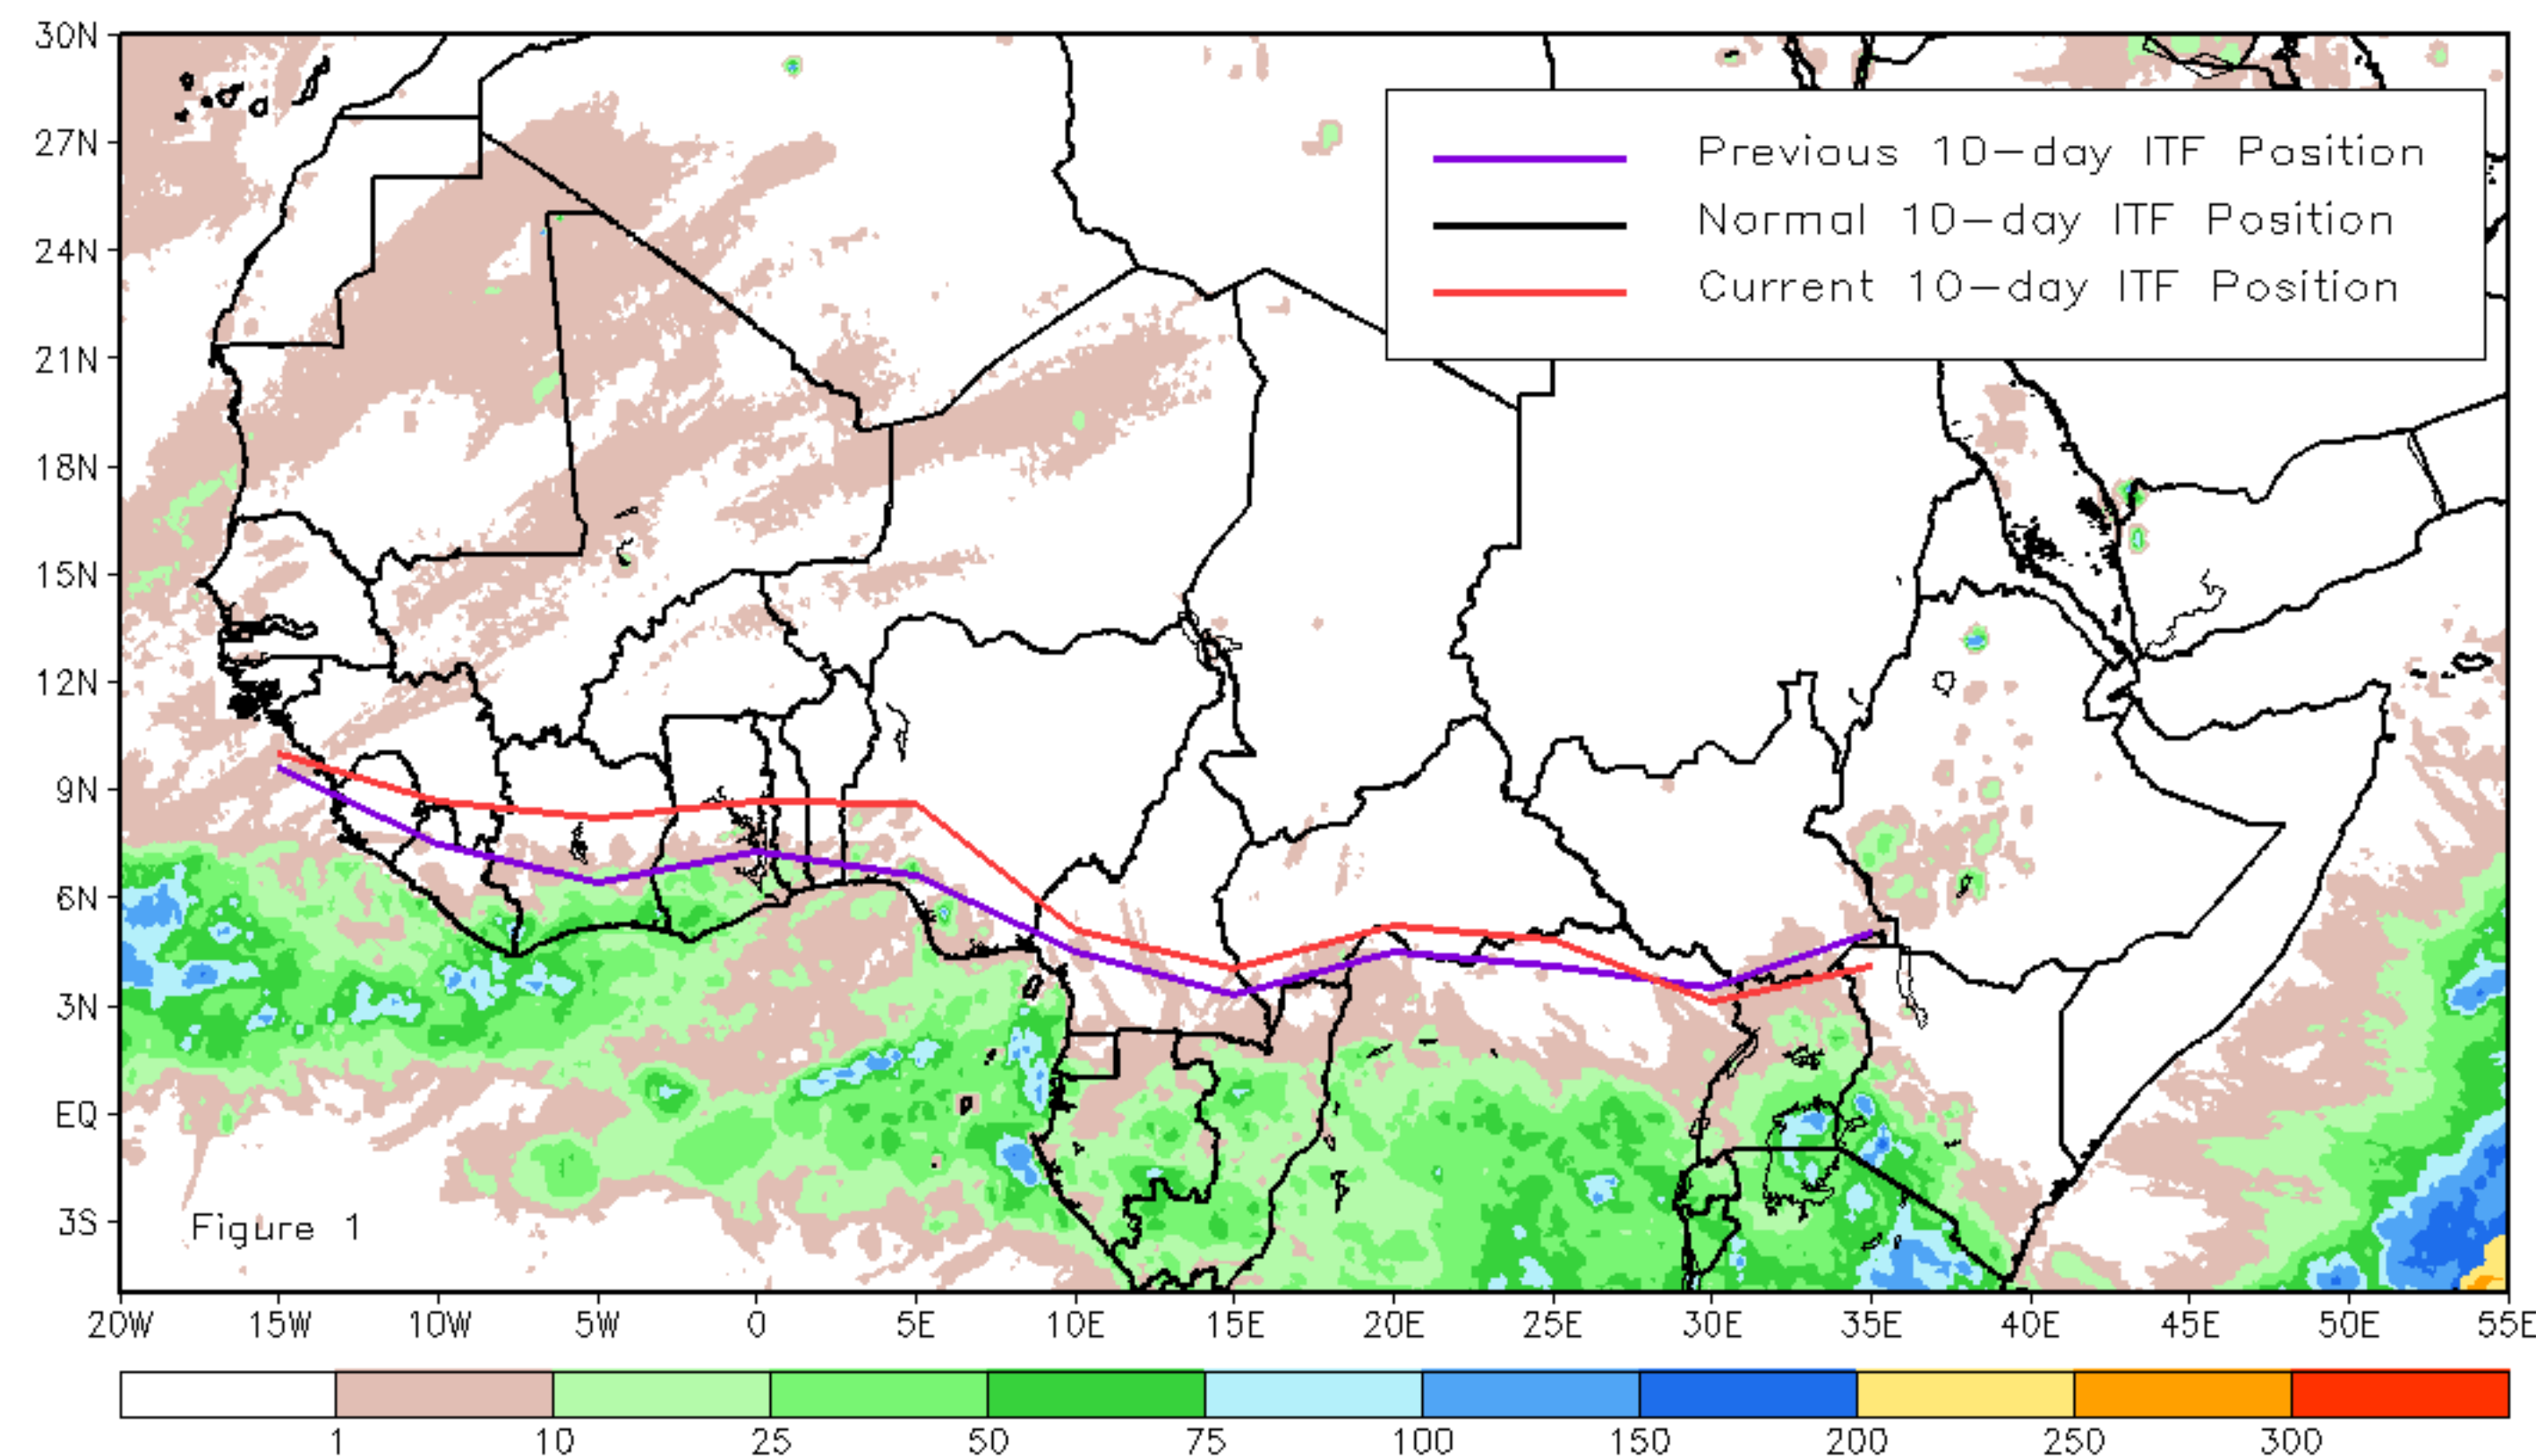 30N
27N
24N
21N
18N
15N
12N
9N
6N
3N
EQ
3S
Previous 10-day ITF Position
Normal 10-day ITF Position
Current 10-day ITF Position
Figure 1
20W 15W 10W 5W 0 5E 10E 15E 20E 25E 30E 35E 40E 45E 50E 55E
1 10 25 50 75 100 150 200 250 300